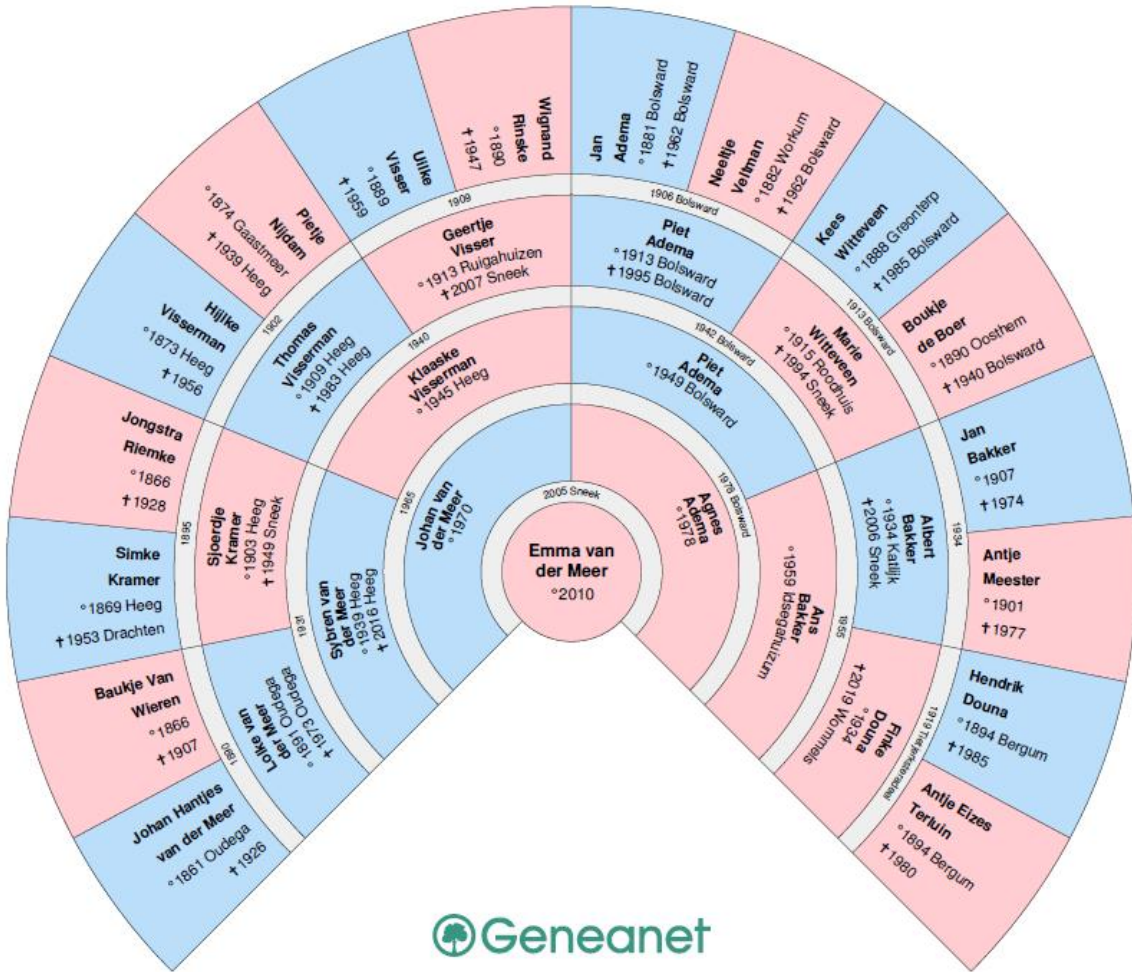 Emma van
der Meer
°2010
2005 Sneek
Johan van
der Meer
°1970
Agnes
Adema
°1978
1965
1976 Bolsward
Sybren van
der Meer
°1939 Heeg
✝2016 Heeg
Klaaske
Visserman
°1945 Heeg
Piet
Adema
°1949 Bolsward
Ans
Bakker
°1959 Idsegahuizum
1931
1940
1942 Bolsward
1955
Lolke van
der Meer
°1891 Oudega
✝1973 Oudega
Sjoerdje
Kramer
°1903 Heeg
✝1949 Sneek
Thomas
Visserman
°1909 Heeg
✝1983 Heeg
Geertje
Visser
°1913 Ruigahuizen
✝2007 Sneek
Piet
Adema
°1913 Bolsward
✝1995 Bolsward
Marie
Witteveen
°1915 Roodhuis
✝1994 Sneek
Albert
Bakker
°1934 Katlijk
✝2006 Sneek
Finke
Douna
°1934
✝2019 Wommels
1890
1895
1902
1909
1906 Bolsward
1913 Bolsward
1934
1919 Tietjerksteradeel
Johan Hantjes
van der Meer
°1861 Oudega
✝1926
Baukje Van
Wieren
°1866
✝1907
Simke
Kramer
°1869 Heeg
✝1953 Drachten
Jongstra
Riemke
°1866
✝1928
Hijlke
Visserman
°1873 Heeg
✝1956
Pietje
Nijdam
°1874 Gaastmeer
✝1939 Heeg
Uilke
Visser
°1889
✝1959
Wignand
Rinske
°1890
✝1947
Jan
Adema
°1881 Bolsward
✝1962 Bolsward
Neeltje
Veltman
°1882 Workum
✝1962 Bolsward
Kees
Witteveen
°1888 Greonterp
✝1985 Bolsward
Boukje
de Boer
°1890 Oosthem
✝1940 Bolsward
Jan
Bakker
°1907
✝1974
Antje
Meester
°1901
✝1977
Hendrik
Douna
°1894 Bergum
✝1985
Antje Eizes
Terluin
°1894 Bergum
✝1980
Geneanet